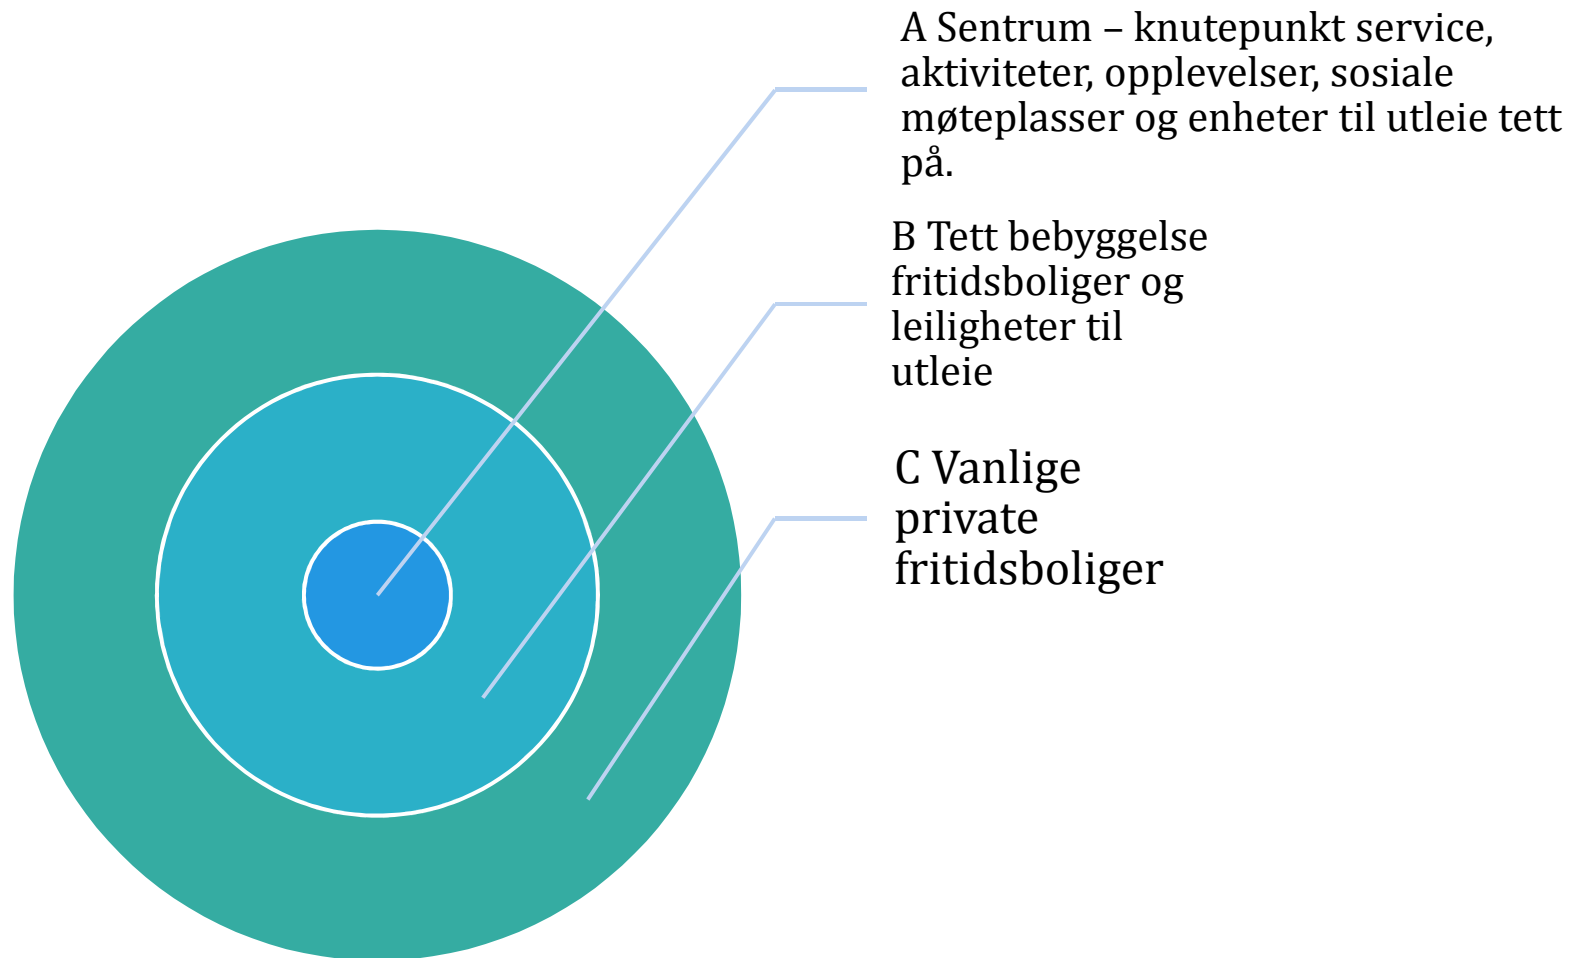 A Sentrum – knutepunkt service,
aktiviteter, opplevelser, sosiale
møteplasser og enheter til utleie tett
på.
B Tett bebyggelse
fritidsboliger og
leiligheter til
utleie
C Vanlige
private
fritidsboliger